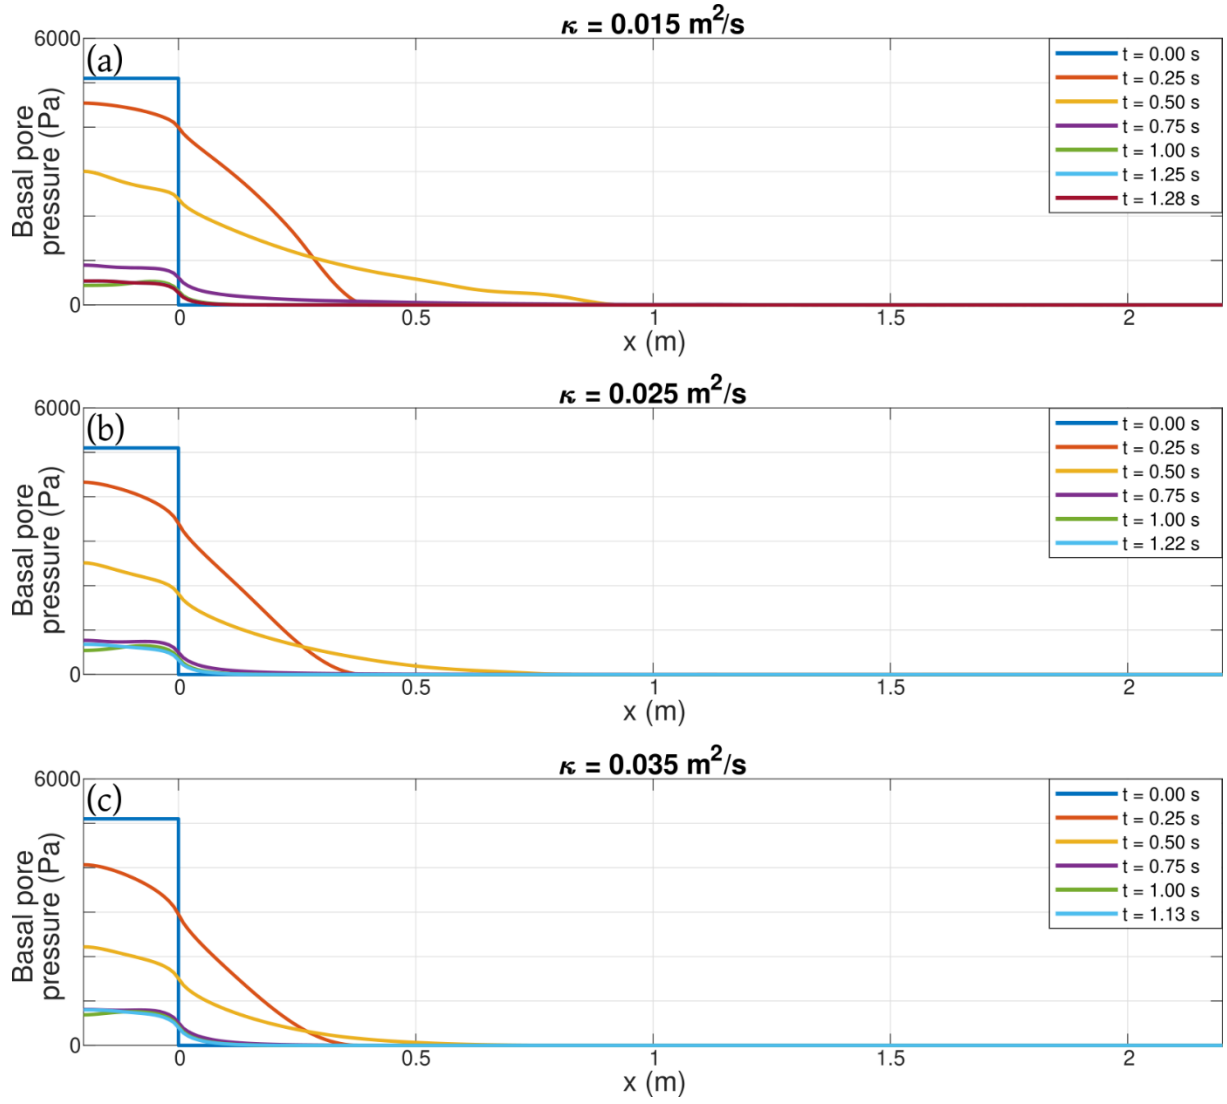 κ = 0.015 m²/s
(a)
6000
0
Basal pore
pressure (Pa)
t = 0.00 s
t = 0.25 s
t = 0.50 s
t = 0.75 s
t = 1.00 s
t = 1.25 s
t = 1.28 s
0 0.5 1 1.5 2
x (m)
κ = 0.025 m²/s
(b)
6000
0
Basal pore
pressure (Pa)
t = 0.00 s
t = 0.25 s
t = 0.50 s
t = 0.75 s
t = 1.00 s
t = 1.22 s
0 0.5 1 1.5 2
x (m)
κ = 0.035 m²/s
(c)
6000
0
Basal pore
pressure (Pa)
t = 0.00 s
t = 0.25 s
t = 0.50 s
t = 0.75 s
t = 1.00 s
t = 1.13 s
0 0.5 1 1.5 2
x (m)